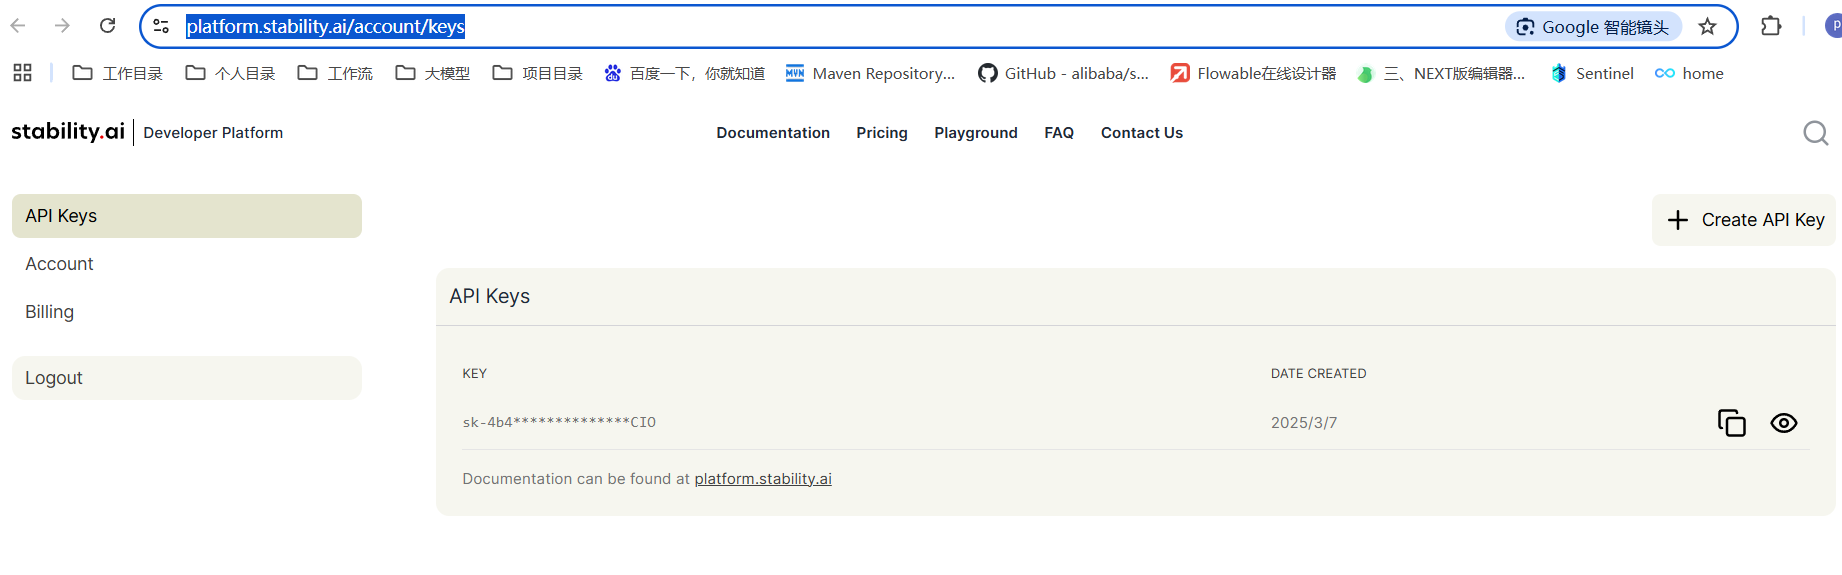 platform.stability.ai/account/keys
Google 智能镜头
P
工作目录 个人目录 工作流 大模型 项目目录 百度一下，你就知道 Maven Repository... GitHub - alibaba/s... Flowable在线设计器 三、NEXT版编辑器... Sentinel home
stability.ai Developer Platform
Documentation Pricing Playground FAQ Contact Us
API Keys
Account
Billing
Logout
Create API Key
API Keys
KEY DATE CREATED
sk-4b4**************CIO 2025/3/7
Documentation can be found at platform.stability.ai